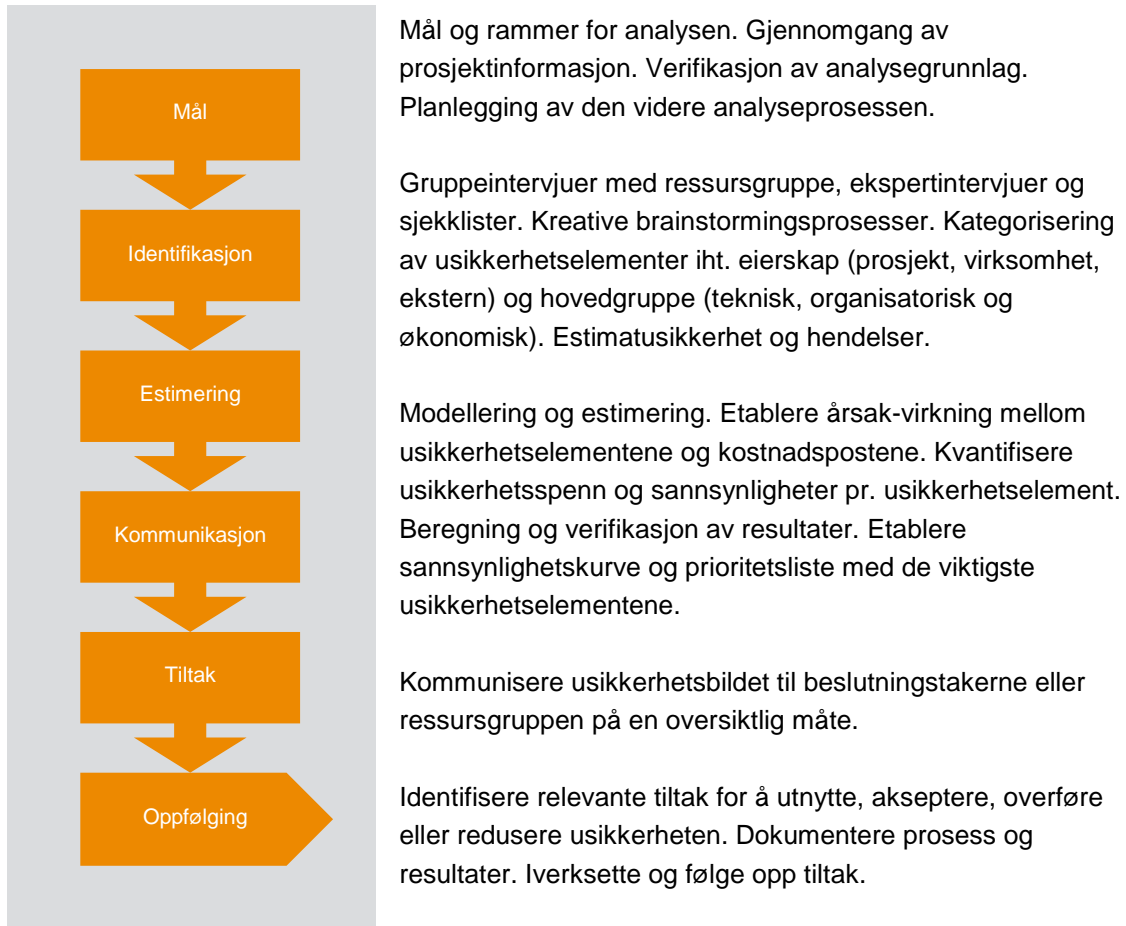 Mål
Identifikasjon
Estimering
Kommunikasjon
Tiltak
Oppfølging
Mål og rammer for analysen. Gjennomgang av
prosjektinformasjon. Verifikasjon av analysegrunnlag.
Planlegging av den videre analyseprosessen.
Gruppeintervjuer med ressursgruppe, ekspertintervjuer og
sjekklister. Kreative brainstormingsprosesser. Kategorisering
av usikkerhetselementer iht. eierskap (prosjekt, virksomhet,
ekstern) og hovedgruppe (teknisk, organisatorisk og
økonomisk). Estimatusikkerhet og hendelser.
Modellering og estimering. Etablere årsak-virkning mellom
usikkerhetselementene og kostnadspostene. Kvantifisere
usikkerhetsspenn og sannsynligheter pr. usikkerhetselement.
Beregning og verifikasjon av resultater. Etablere
sannsynlighetskurve og prioritetsliste med de viktigste
usikkerhetselementene.
Kommunisere usikkerhetsbildet til beslutningstakerne eller
ressursgruppen på en oversiktlig måte.
Identifisere relevante tiltak for å utnytte, akseptere, overføre
eller redusere usikkerheten. Dokumentere prosess og
resultater. Iverksette og følge opp tiltak.